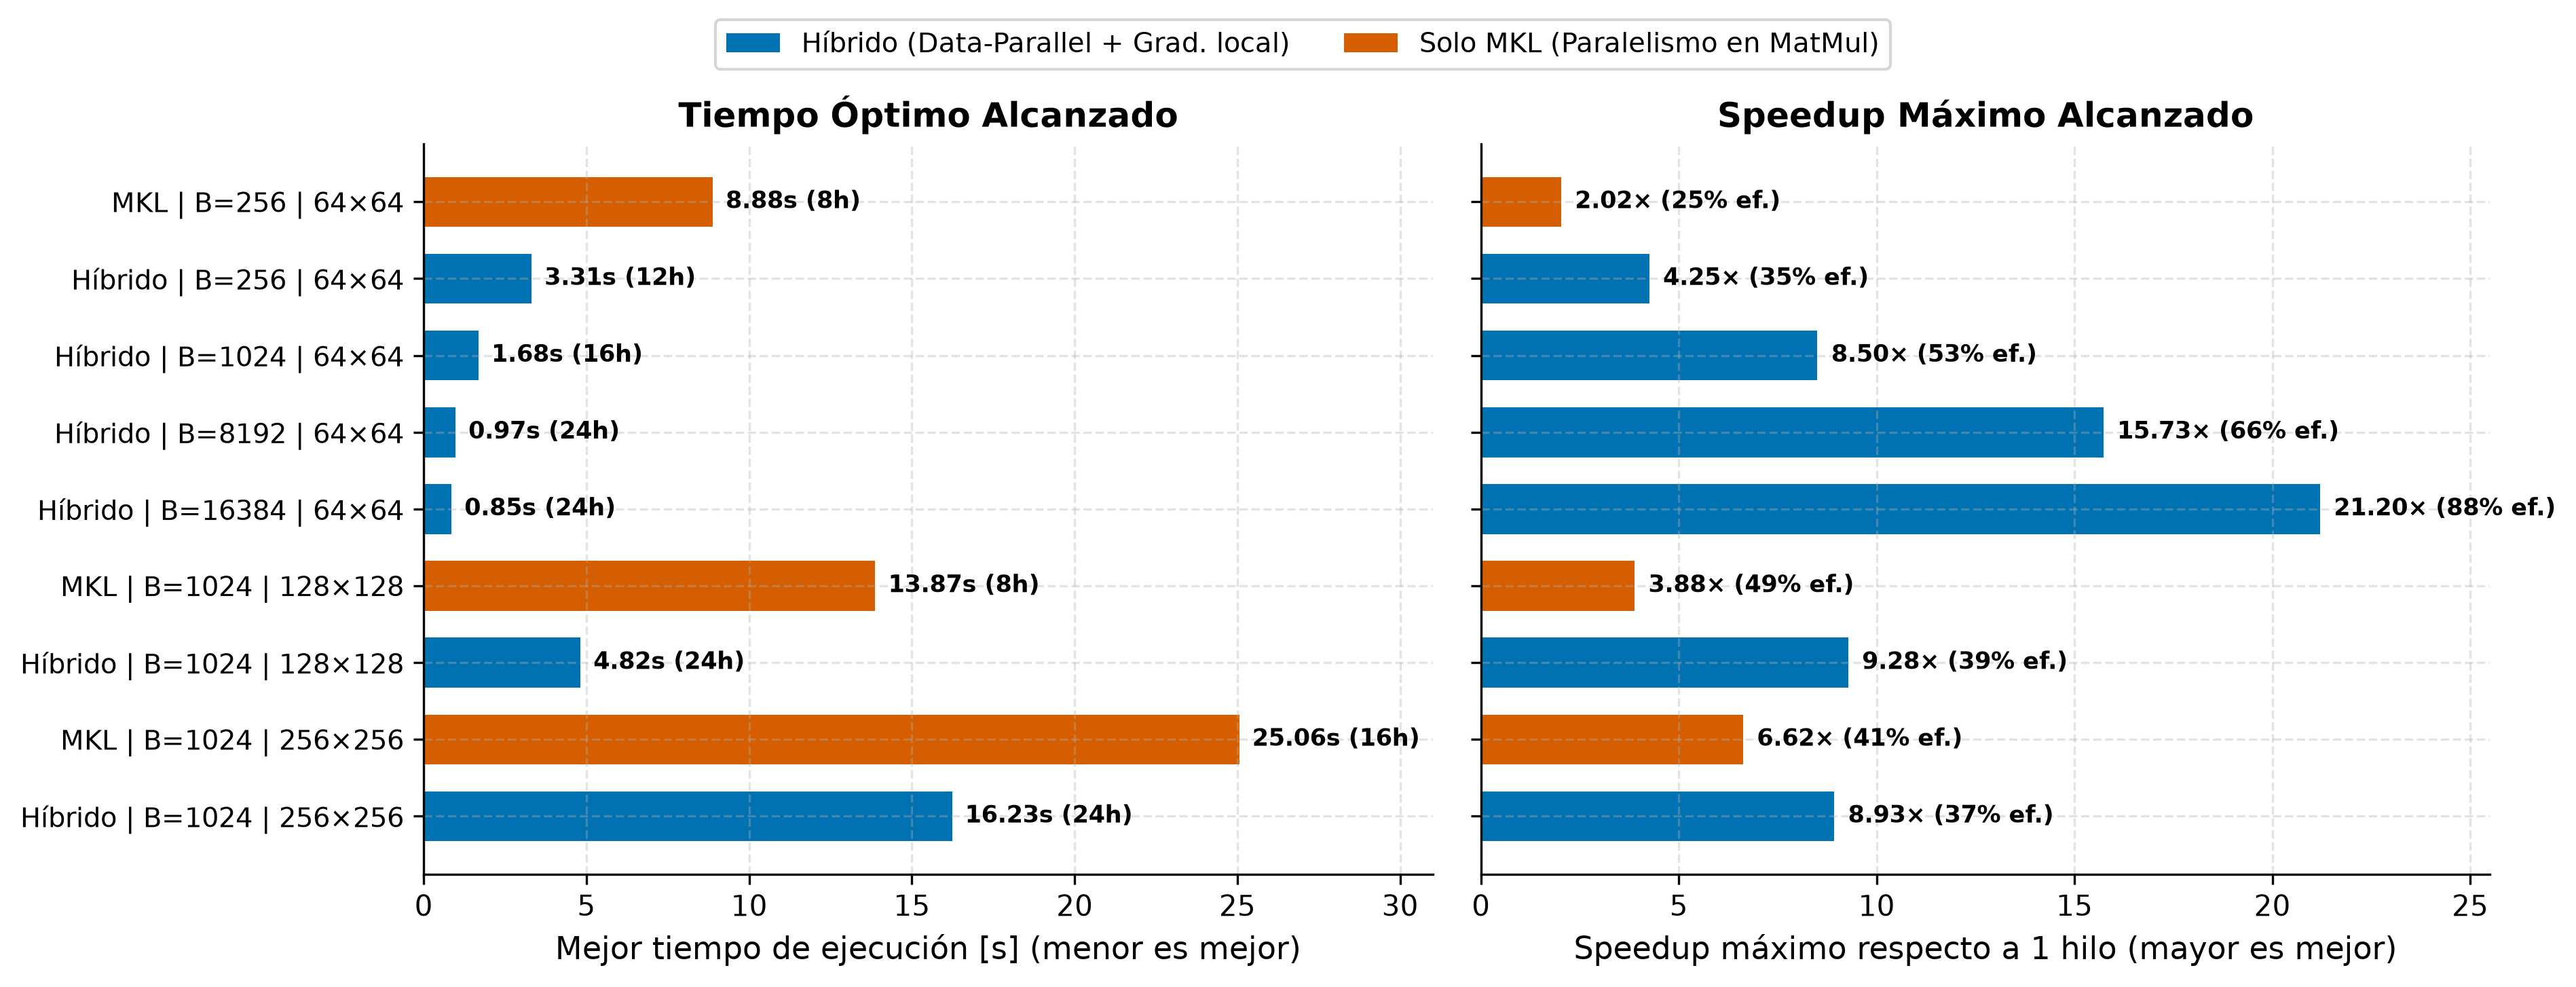 Híbrido (Data-Parallel + Grad. local)
Solo MKL (Paralelismo en MatMul)
Tiempo Óptimo Alcanzado
MKL | B=256 | 64×64
8.88s (8h)
Híbrido | B=256 | 64×64
3.31s (12h)
Híbrido | B=1024 | 64×64
1.68s (16h)
Híbrido | B=8192 | 64×64
0.97s (24h)
Híbrido | B=16384 | 64×64
0.85s (24h)
MKL | B=1024 | 128×128
13.87s (8h)
Híbrido | B=1024 | 128×128
4.82s (24h)
MKL | B=1024 | 256×256
25.06s (16h)
Híbrido | B=1024 | 256×256
16.23s (24h)
0 5 10 15 20 25 30
Mejor tiempo de ejecución [s] (menor es mejor)
Speedup Máximo Alcanzado
2.02× (25% ef.)
4.25× (35% ef.)
8.50× (53% ef.)
15.73× (66% ef.)
21.20× (88% ef.)
3.88× (49% ef.)
9.28× (39% ef.)
6.62× (41% ef.)
8.93× (37% ef.)
0 5 10 15 20 25
Speedup máximo respecto a 1 hilo (mayor es mejor)